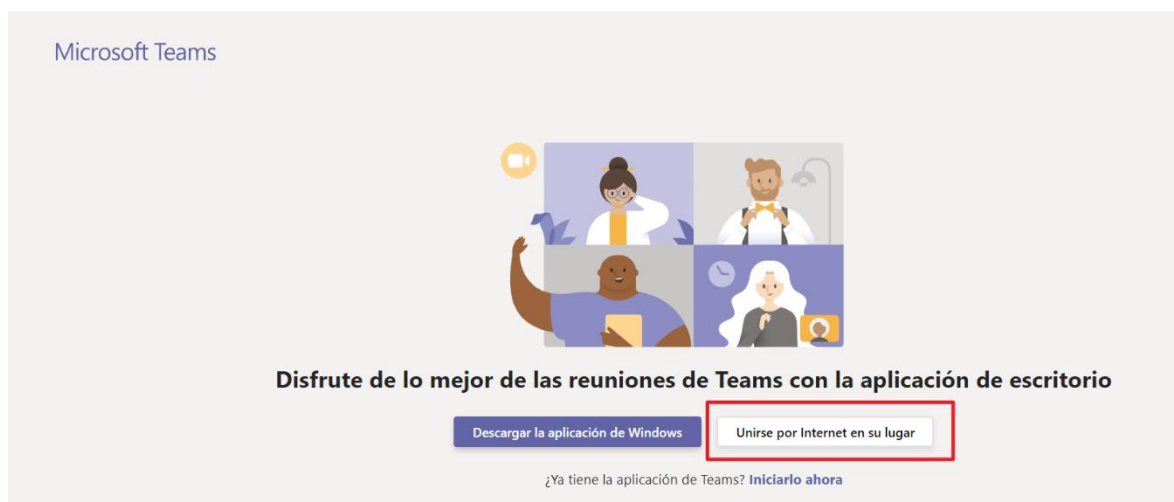 Microsoft Teams
Disfrute de lo mejor de las reuniones de Teams con la aplicación de escritorio
Descargar la aplicación de Windows
Unirse por Internet en su lugar
¿Ya tiene la aplicación de Teams? Iniciarlo ahora